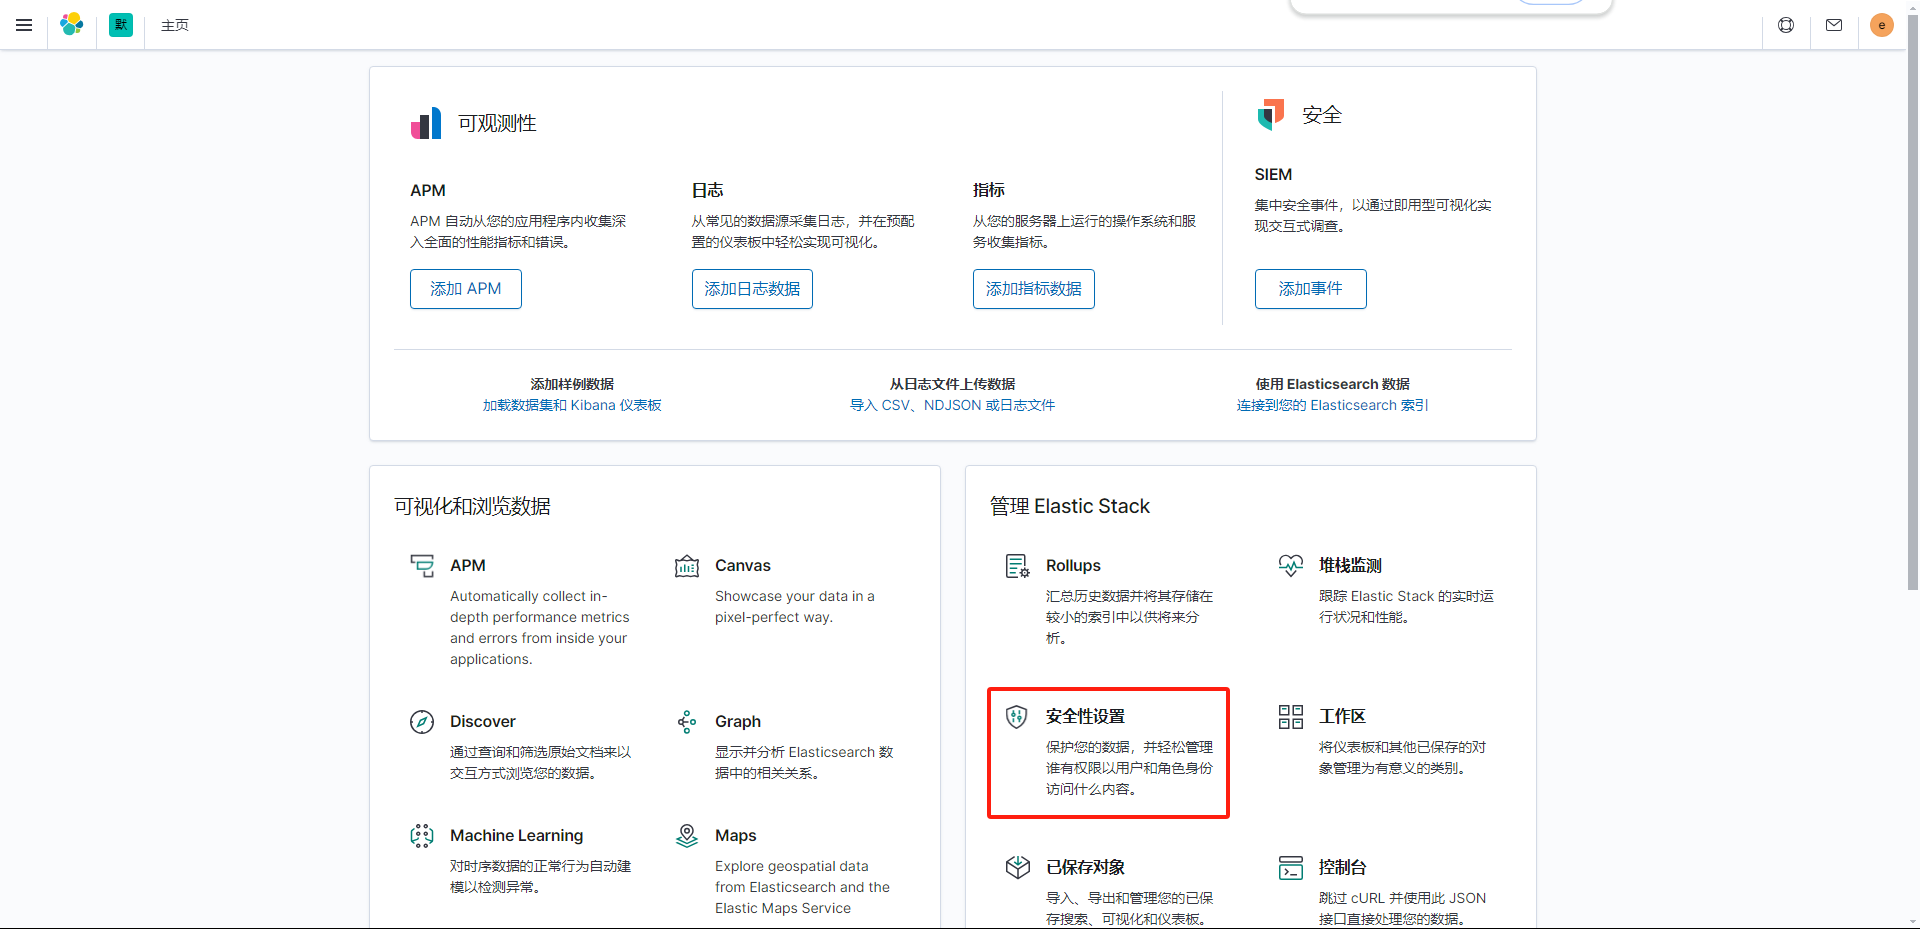 默
主页
e
可观测性
安全
APM
APM 自动从您的应用程序内收集深
入全面的性能指标和错误。
添加 APM
日志
从常见的数据源采集日志，并在预配
置的仪表板中轻松实现可视化。
添加日志数据
指标
从您的服务器上运行的操作系统和服
务收集指标。
添加指标数据
SIEM
集中安全事件，以通过即用型可视化实
现交互式调查。
添加事件
添加样例数据
加载数据集和 Kibana 仪表板
从日志文件上传数据
导入 CSV、NDJSON 或日志文件
使用 Elasticsearch 数据
连接到您的 Elasticsearch 索引
可视化和浏览数据
APM
Automatically collect in-
depth performance metrics
and errors from inside your
applications.
Canvas
Showcase your data in a
pixel-perfect way.
Discover
通过查询和筛选原始文档来以
交互方式浏览您的数据。
Graph
显示并分析 Elasticsearch 数
据中的相关关系。
Machine Learning
对时序数据的正常行为自动建
模以检测异常。
Maps
Explore geospatial data
from Elasticsearch and the
Elastic Maps Service
管理 Elastic Stack
Rollups
汇总历史数据并将其存储在
较小的索引中以供将来分
析。
堆栈监测
跟踪 Elastic Stack 的实时运
行状况和性能。
安全性设置
保护您的数据，并轻松管理
谁有权限以用户和角色身份
访问什么内容。
工作区
将仪表板和其他已保存的对
象管理为有意义的类别。
已保存对象
导入、导出和管理您的已保
存搜索、可视化和仪表板。
控制台
跳过 cURL 并使用此 JSON
接口直接处理您的数据。